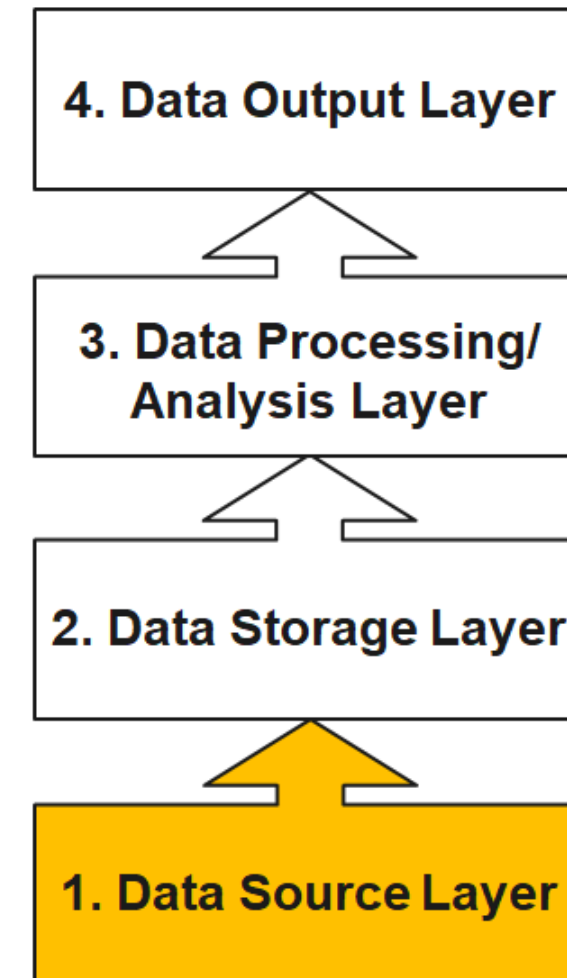 4. Data Output Layer
3. Data Processing/
Analysis Layer
2. Data Storage Layer
1. Data Source Layer